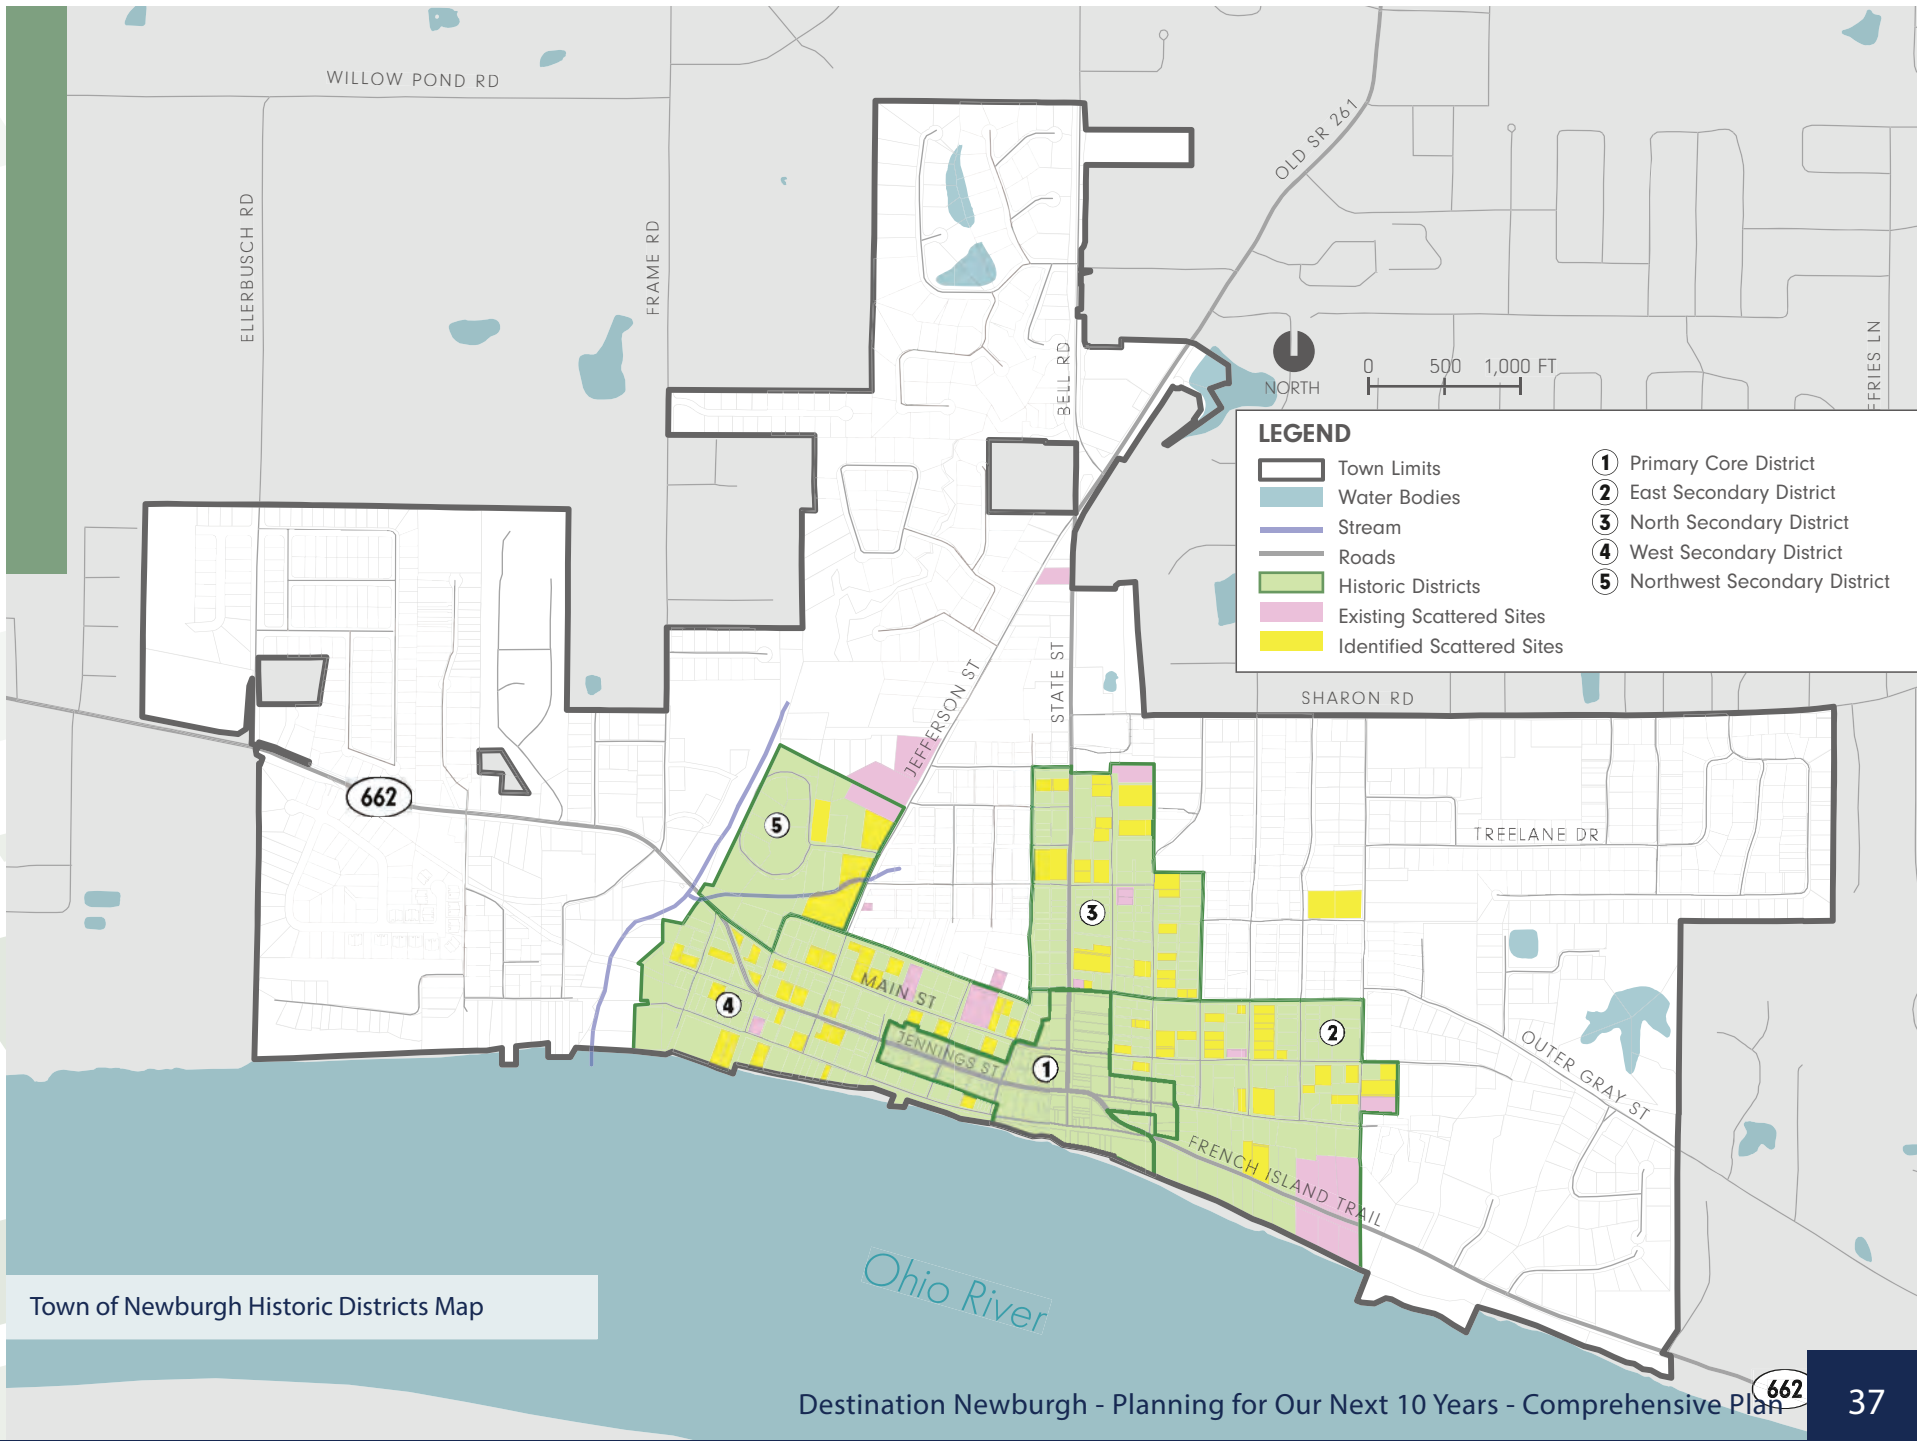 WILLOW POND RD
ELLERBUSCH RD
FRAME RD
OLD SR 261
BELL RD
FFRIES LN
NORTH
0 500 1,000 FT
LEGEND
Town Limits
Water Bodies
Stream
Roads
Historic Districts
Existing Scattered Sites
Identified Scattered Sites
1 Primary Core District
2 East Secondary District
3 North Secondary District
4 West Secondary District
5 Northwest Secondary District
JEFFERSON ST
STATE ST
SHARON RD
662
5
TREELANE DR
3
MAIN ST
4
JENNINGS ST
1
2
OUTER GRAY ST
FRENCH ISLAND TRAIL
Ohio River
Town of Newburgh Historic Districts Map
662
Destination Newburgh - Planning for Our Next 10 Years - Comprehensive Plan
37